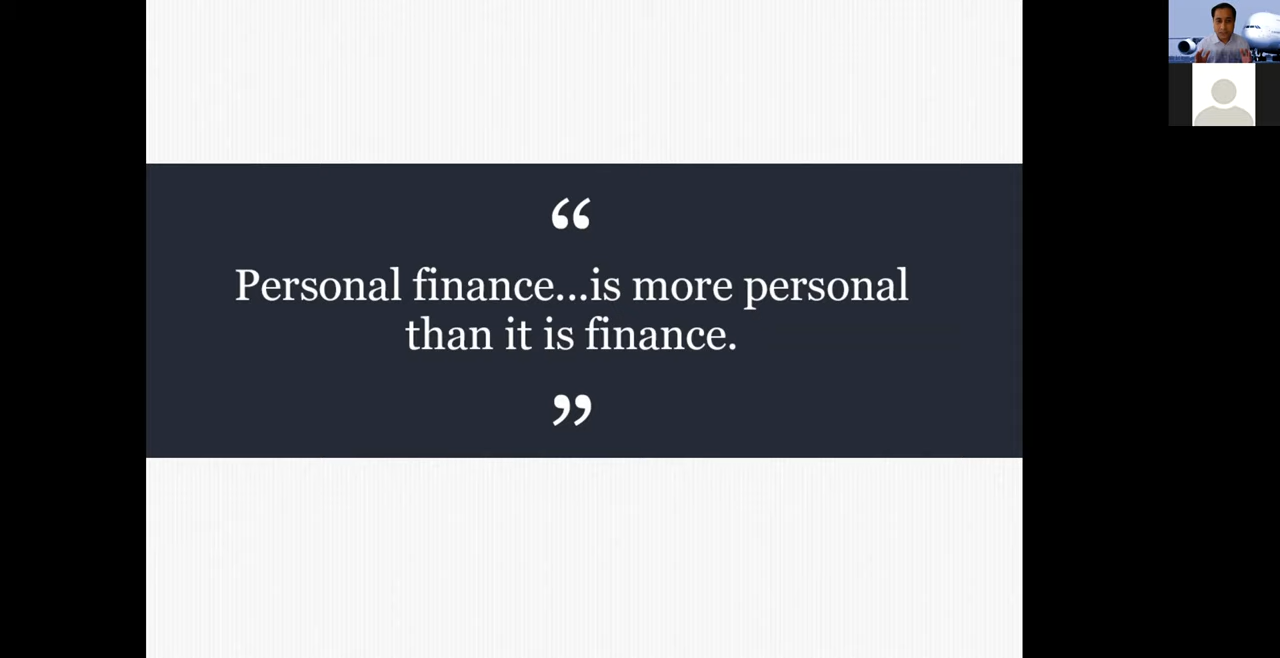 “
Personal finance...is more personal
than it is finance.
”